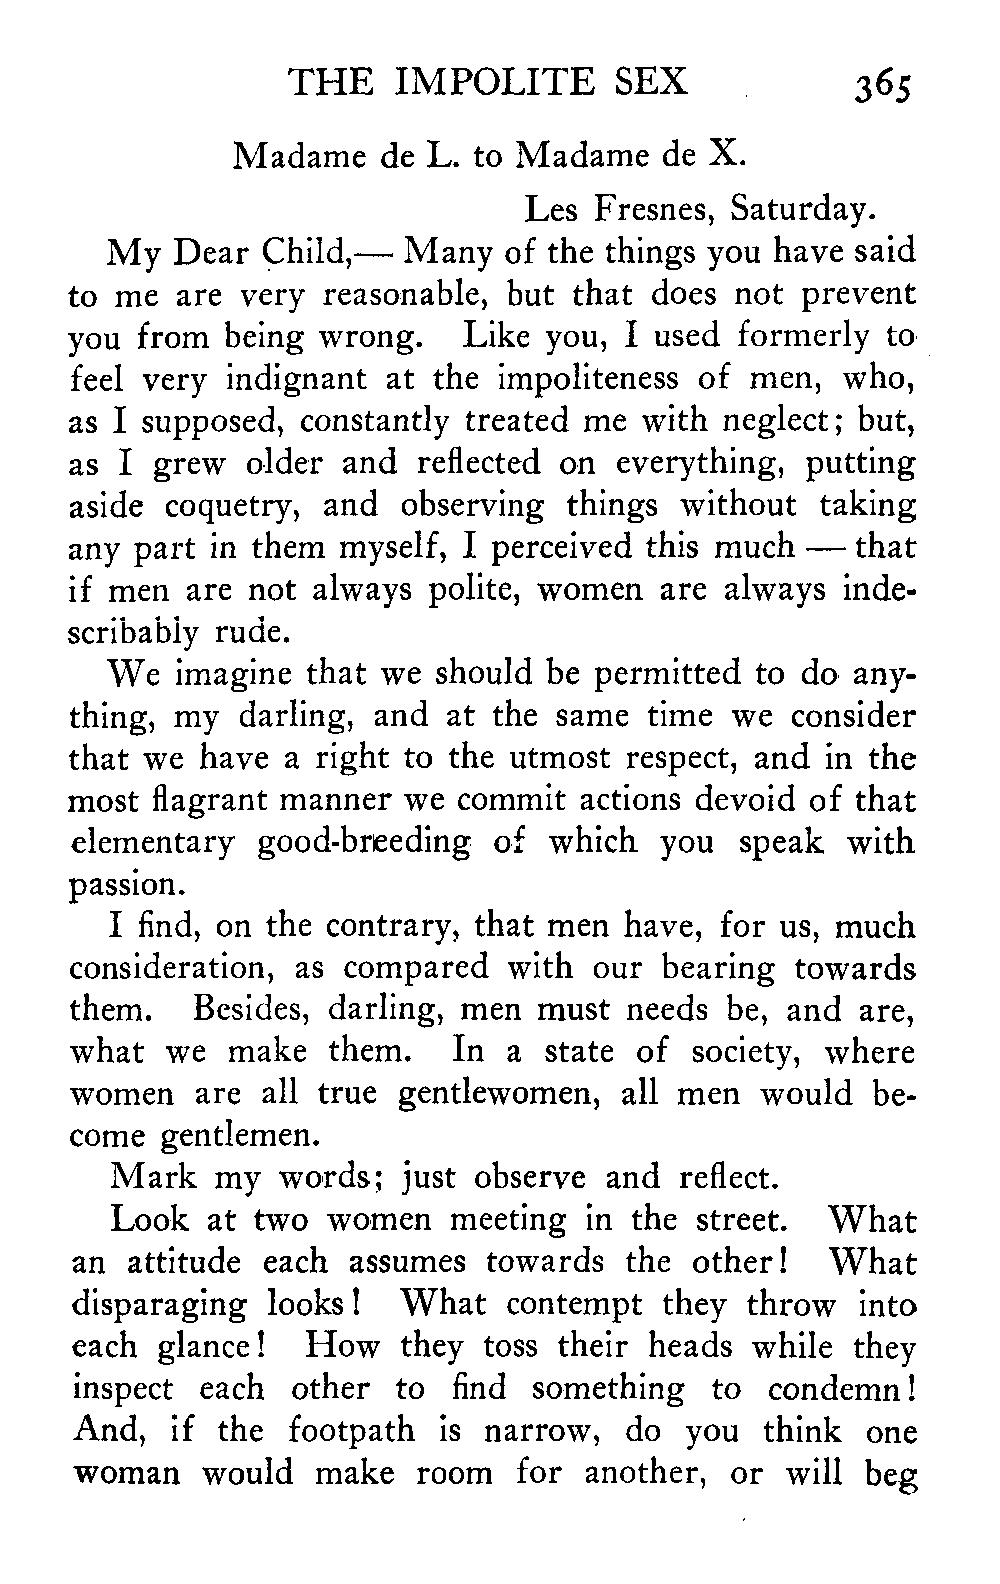 THE IMPOLITE SEX 365
Madame de L. to Madame de X.
Les Fresnes, Saturday.
My Dear Child,— Many of the things you have said
to me are very reasonable, but that does not prevent
you from being wrong. Like you, I used formerly to
feel very indignant at the impoliteness of men, who,
as I supposed, constantly treated me with neglect; but,
as I grew older and reflected on everything, putting
aside coquetry, and observing things without taking
any part in them myself, I perceived this much — that
if men are not always polite, women are always inde-
scribably rude.
We imagine that we should be permitted to do any-
thing, my darling, and at the same time we consider
that we have a right to the utmost respect, and in the
most flagrant manner we commit actions devoid of that
elementary good-breeding of which you speak with
passion.
I find, on the contrary, that men have, for us, much
consideration, as compared with our bearing towards
them. Besides, darling, men must needs be, and are,
what we make them. In a state of society, where
women are all true gentlewomen, all men would be-
come gentlemen.
Mark my words; just observe and reflect.
Look at two women meeting in the street. What
an attitude each assumes towards the other! What
disparaging looks! What contempt they throw into
each glance! How they toss their heads while they
inspect each other to find something to condemn!
And, if the footpath is narrow, do you think one
woman would make room for another, or will beg